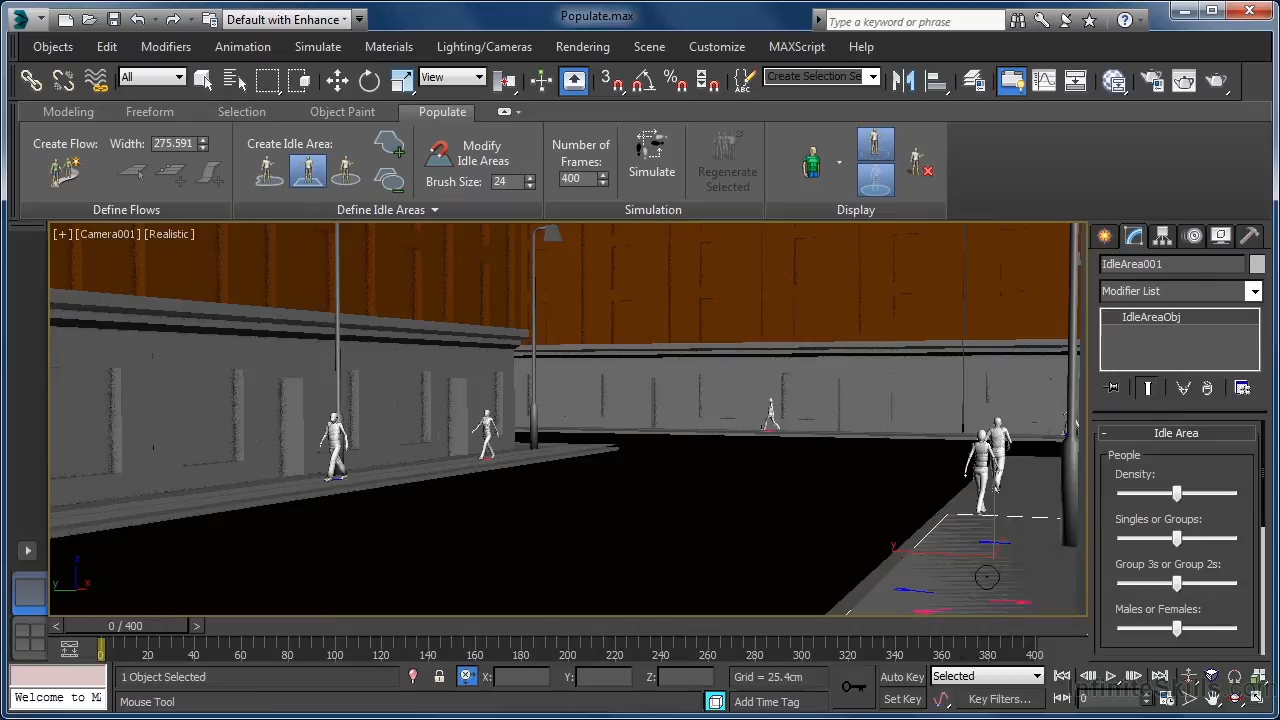 Populate.max
Default with Enhance
Type a keyword or phrase
Objects Edit Modifiers Animation Simulate Materials Lighting/Cameras Rendering Scene Customize MAXScript Help
All
View
3
%
ABC
Create Selection Se
Modeling Freeform Selection Object Paint Populate
Create Flow: Width: 275.591
Create Idle Area:
Modify
Idle Areas
Brush Size: 24
Number of
Frames:
400
Simulate
Regenerate
Selected
Define Flows Define Idle Areas Simulation Display
[+] [Camera001] [Realistic]
IdleArea001
Modifier List
IdleAreaObj
- Idle Area
People
Density:
Singles or Groups:
Group 3s or Group 2s:
Males or Females:
y
z
y x
< 0 / 400 >
0 20 40 60 80 100 120 140 160 180 200 220 240 260 280 300 320 340 360 380 400
1 Object Selected X: Y: Z: Grid = 25.4cm Auto Key Selected
Welcome to M
Mouse Tool Add Time Tag Set Key Key Filters... 0